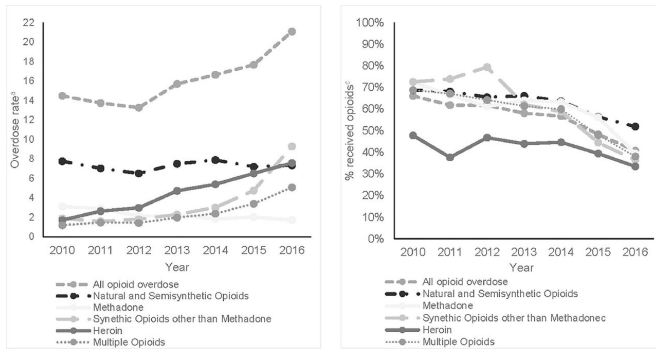 22
20
18
16
14
12
10
8
6
4
2
0
Overdose rateª
2010 2011 2012 2013 2014 2015 2016
Year
All opioid overdose
Natural and Semisynthetic Opioids
Methadone
Synethic Opioids other than Methadone
Heroin
Multiple Opioids
100%
90%
80%
70%
60%
50%
40%
30%
20%
10%
0%
% received opioidsᶜ
2010 2011 2012 2013 2014 2015 2016
Year
All opioid overdose
Natural and Semisynthetic Opioids
Methadone
Synethic Opioids other than Methadonec
Heroin
Multiple Opioids